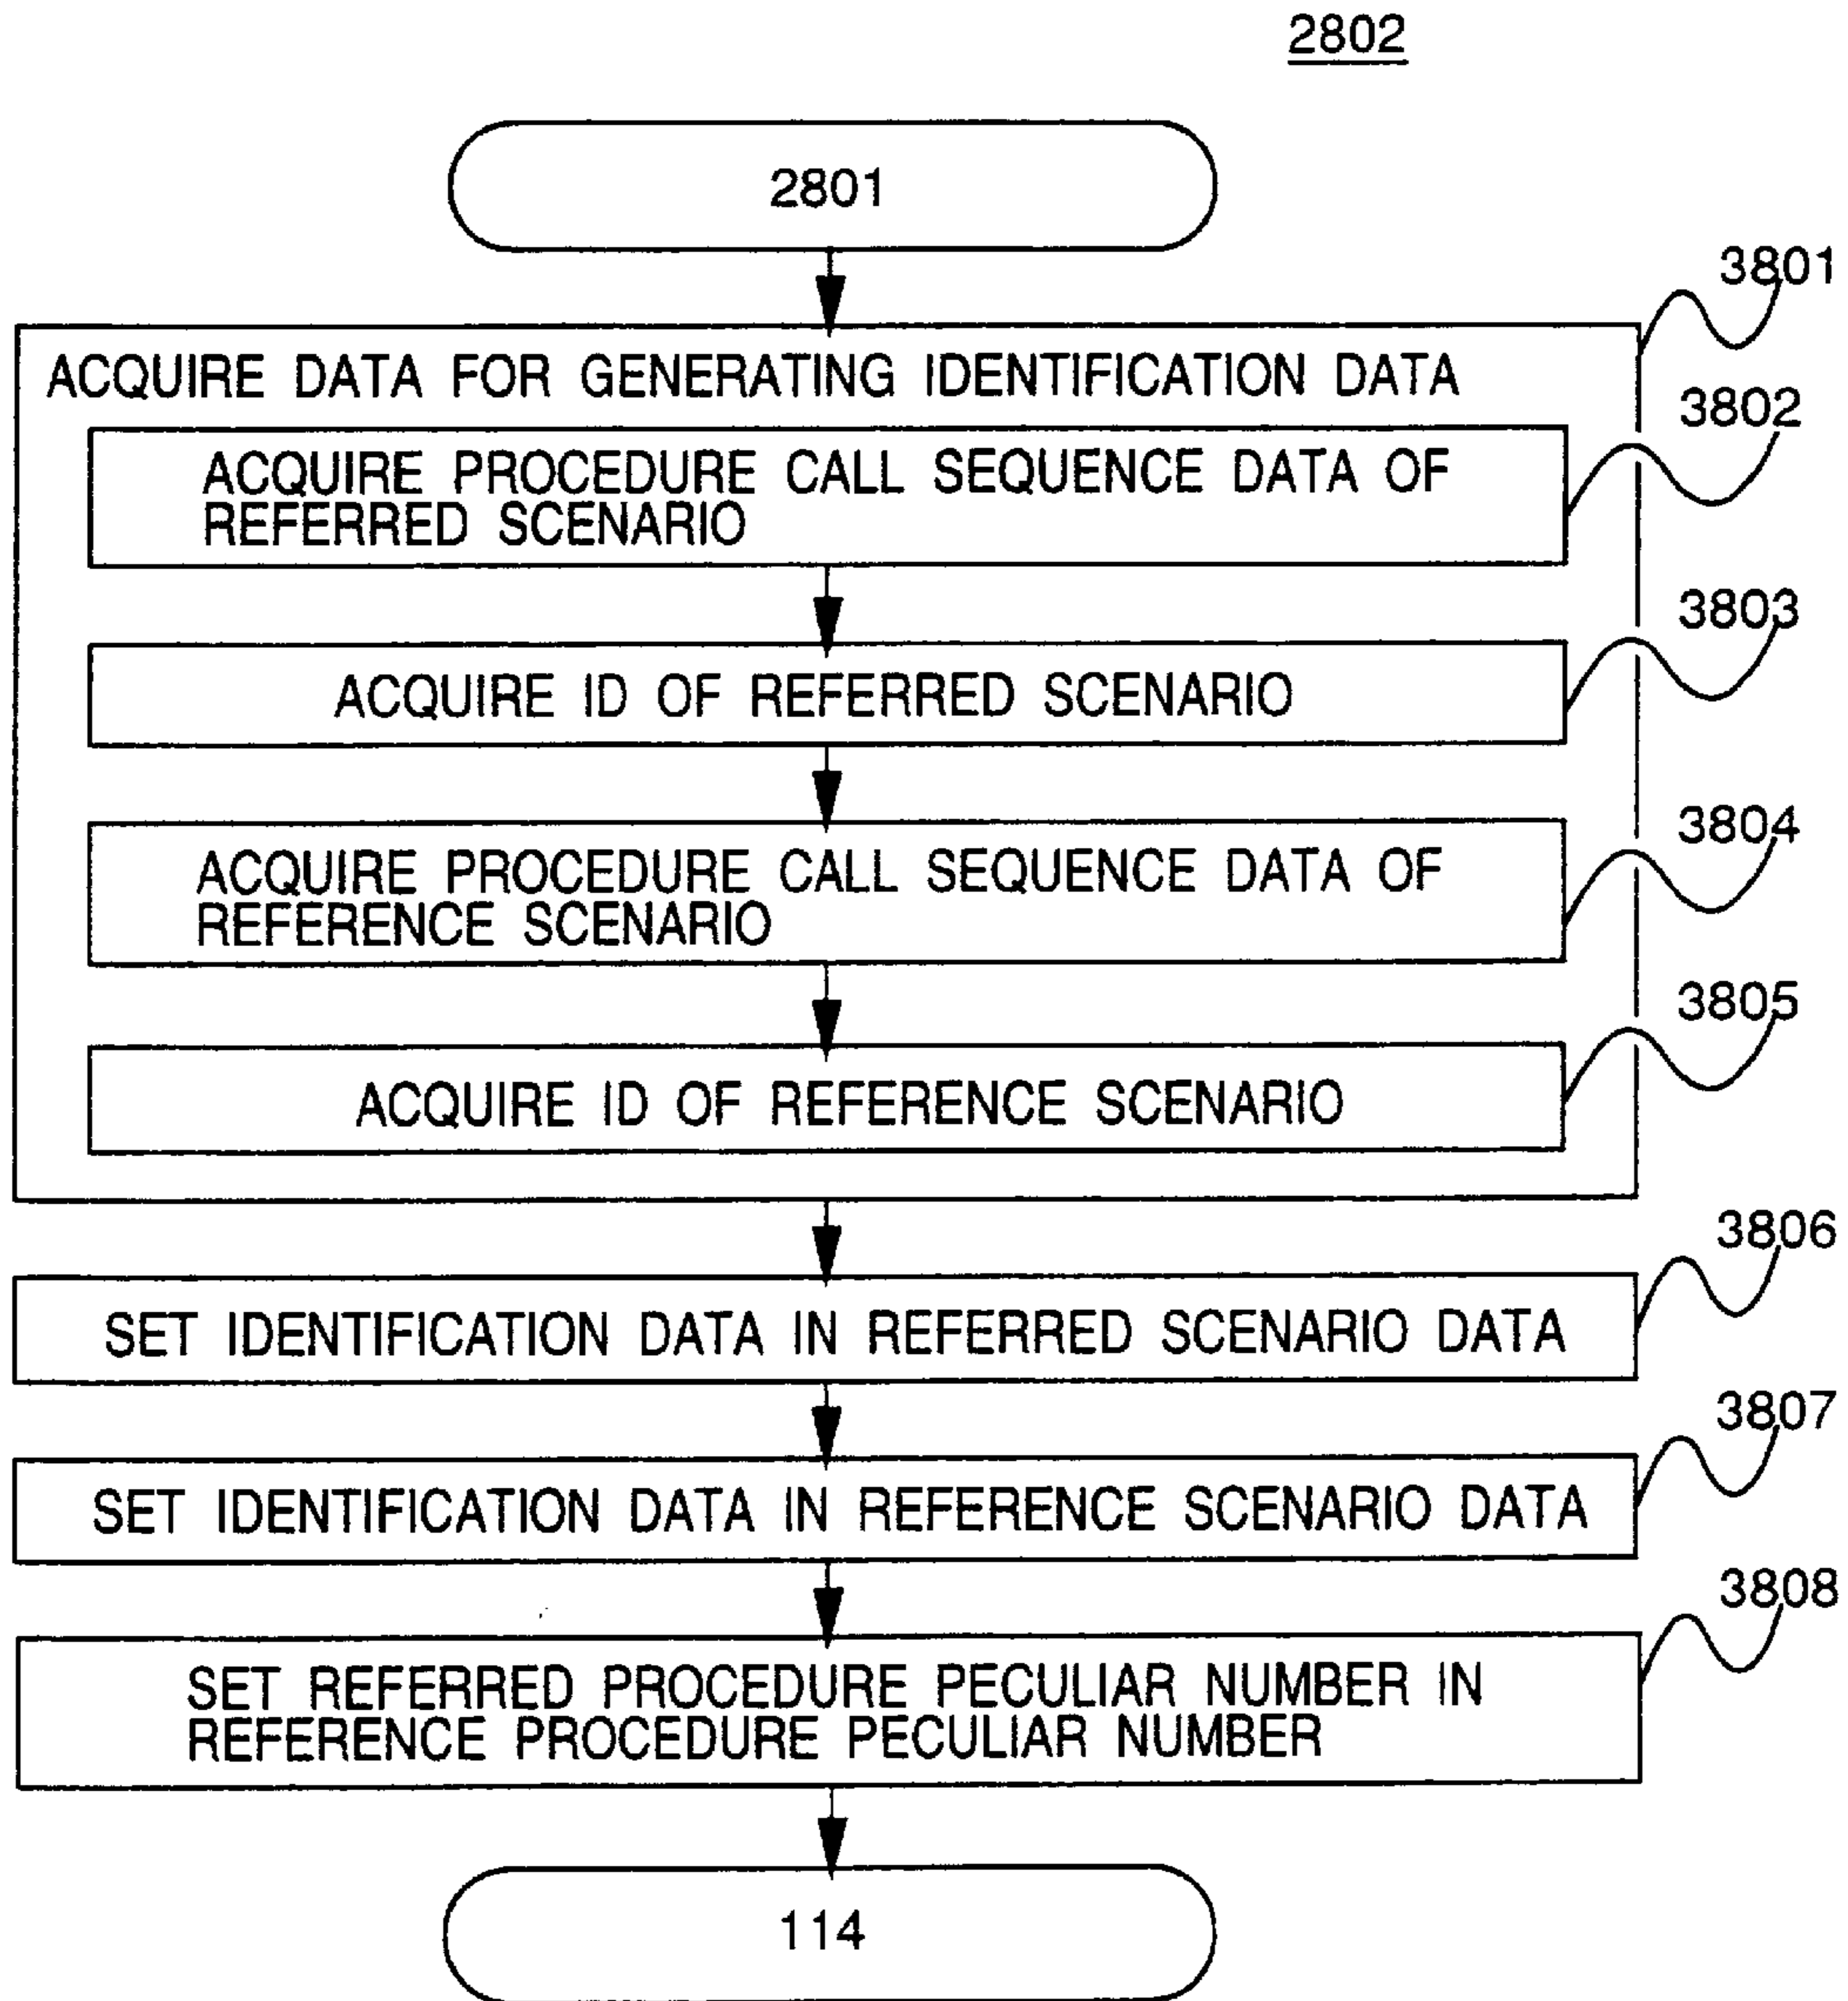 2802
2801
3801
ACQUIRE DATA FOR GENERATING IDENTIFICATION DATA
3802
ACQUIRE PROCEDURE CALL SEQUENCE DATA OF
REFERRED SCENARIO
3803
ACQUIRE ID OF REFERRED SCENARIO
3804
ACQUIRE PROCEDURE CALL SEQUENCE DATA OF
REFERENCE SCENARIO
3805
ACQUIRE ID OF REFERENCE SCENARIO
3806
SET IDENTIFICATION DATA IN REFERRED SCENARIO DATA
3807
SET IDENTIFICATION DATA IN REFERENCE SCENARIO DATA
3808
SET REFERRED PROCEDURE PECULIAR NUMBER IN
REFERENCE PROCEDURE PECULIAR NUMBER
114